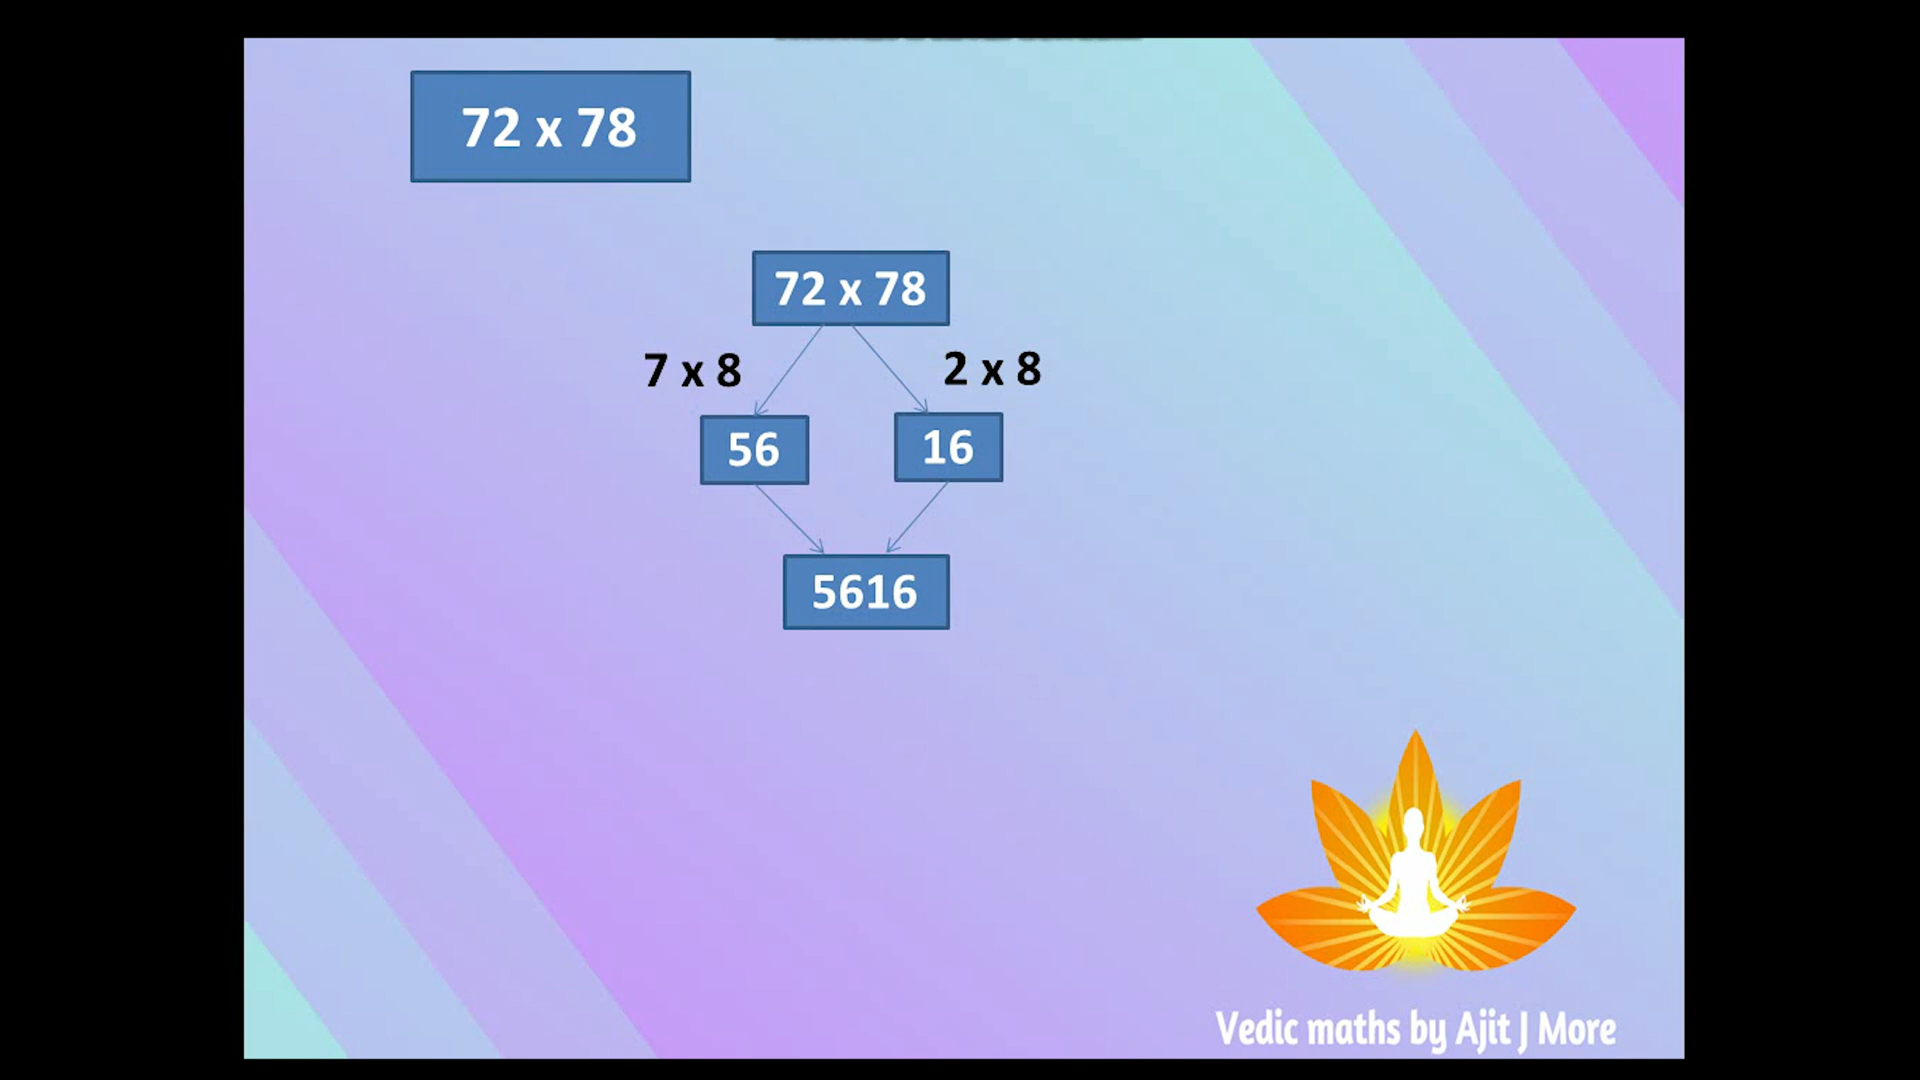 72 x 78
72 x 78
7 x 8
2 x 8
56
16
5616
Vedic maths by Ajit J More